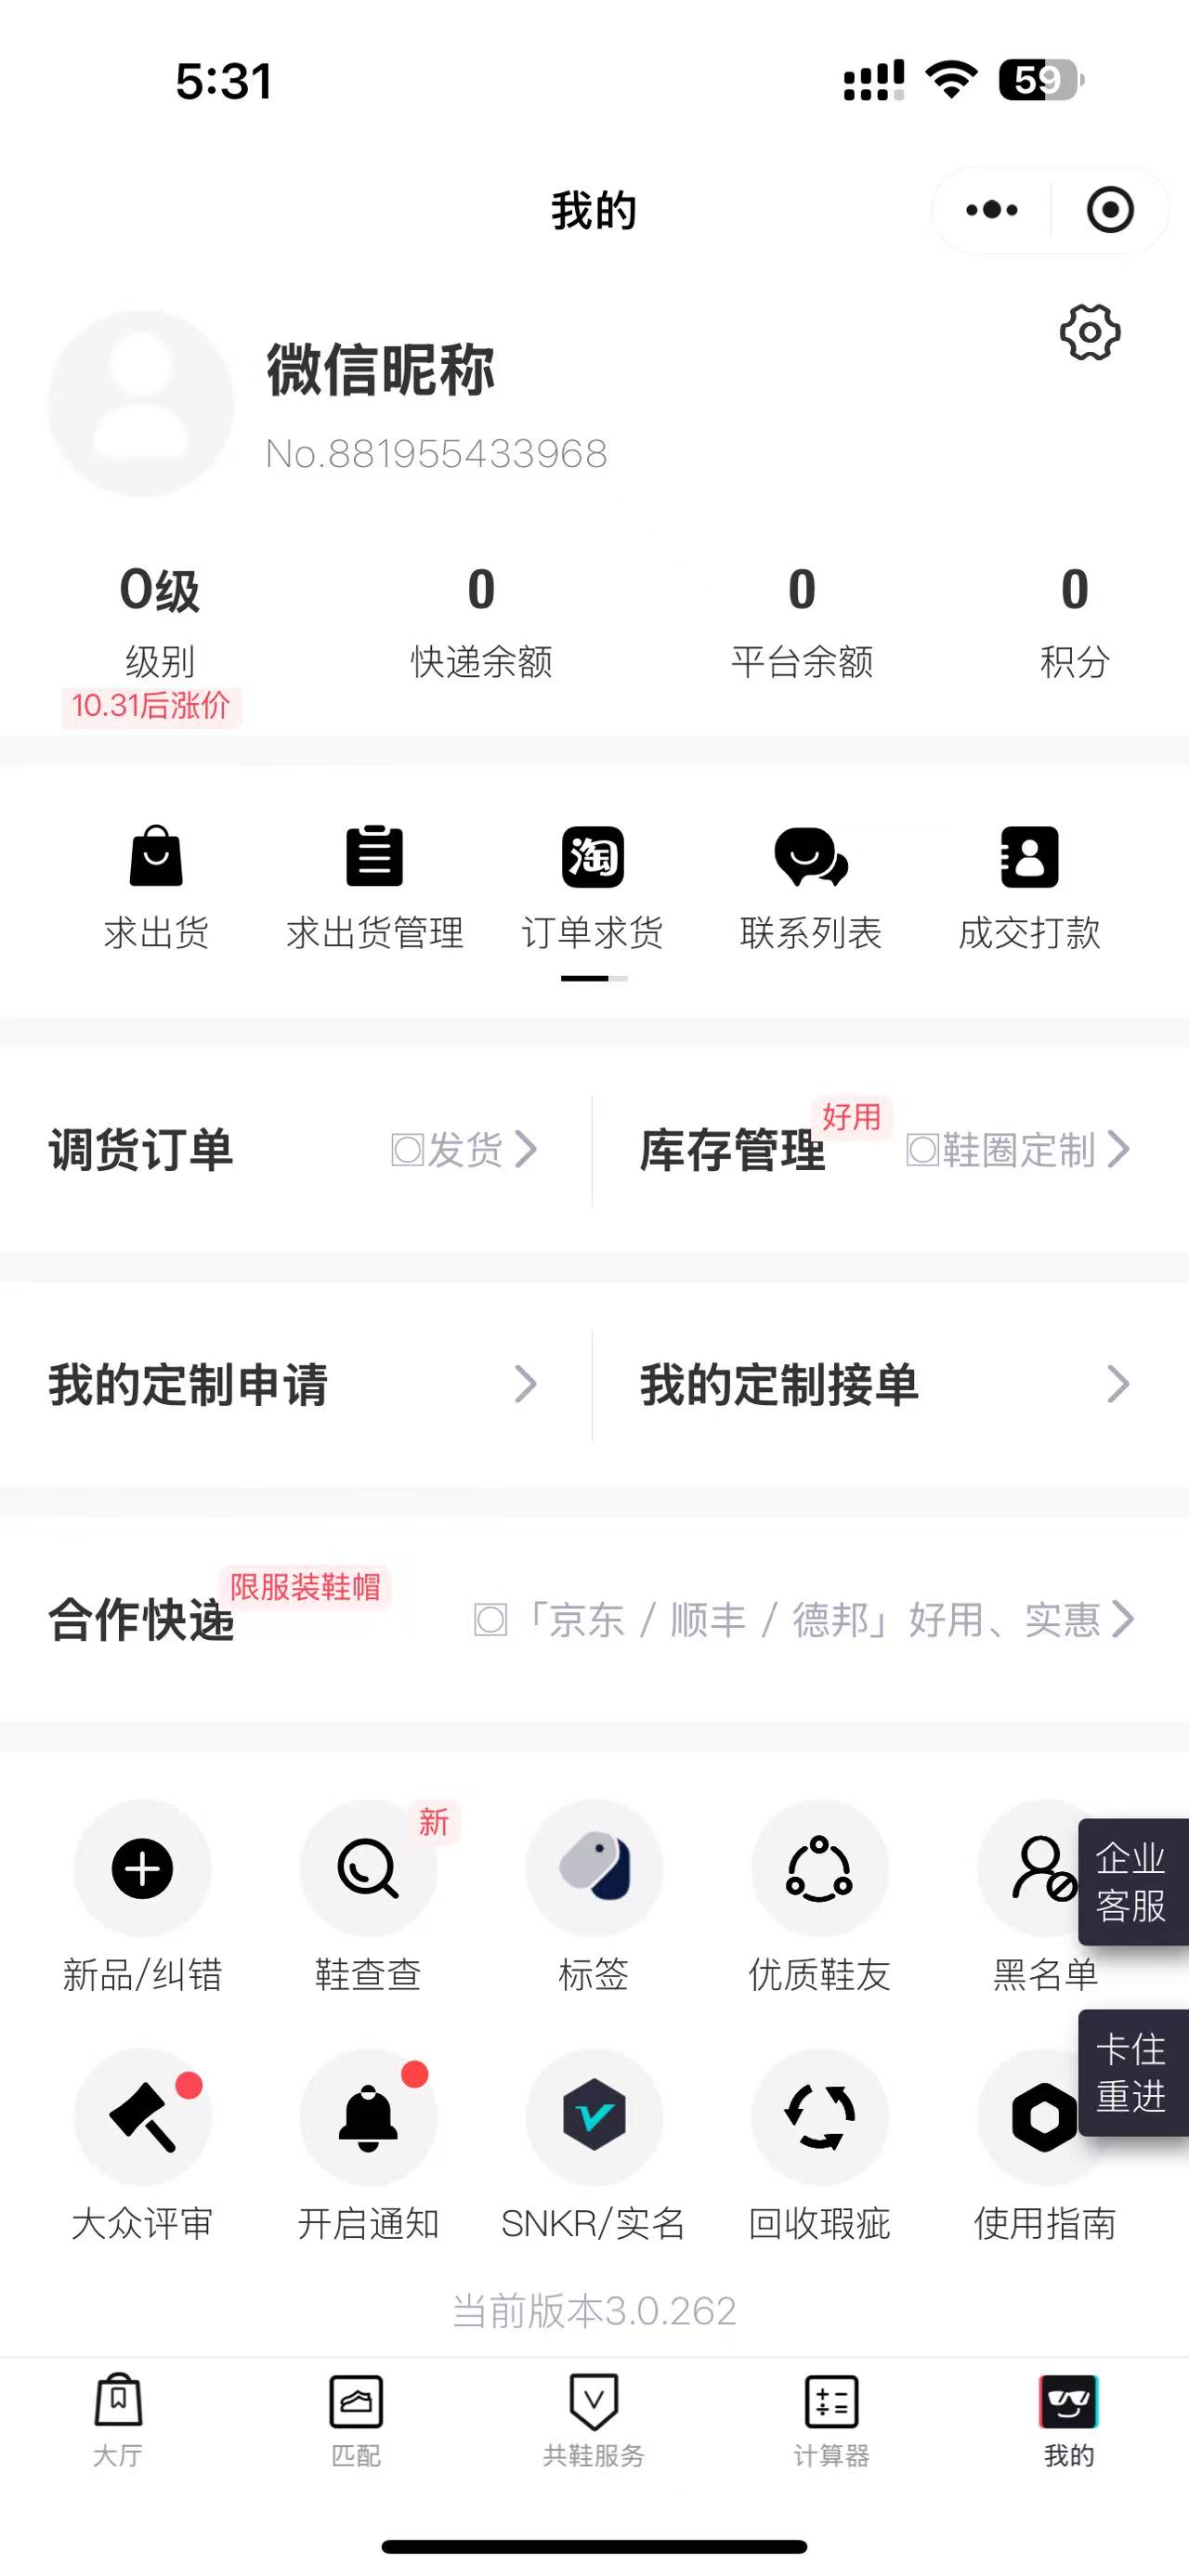 5:31
59
我的
微信昵称
No.881955433968
0级
0
0
0
级别
快递余额
平台余额
积分
10.31后涨价
淘
求出货
求出货管理
订单求货
联系列表
成交打款
调货订单
发货
库存管理
好用
鞋圈定制
我的定制申请
我的定制接单
合作快递
限服装鞋帽
「京东 / 顺丰 / 德邦」好用、实惠
新
新品/纠错
鞋查查
标签
优质鞋友
黑名单
企业
客服
卡住
重进
大众评审
开启通知
SNKR/实名
回收瑕疵
使用指南
当前版本3.0.262
大厅
匹配
共鞋服务
计算器
我的